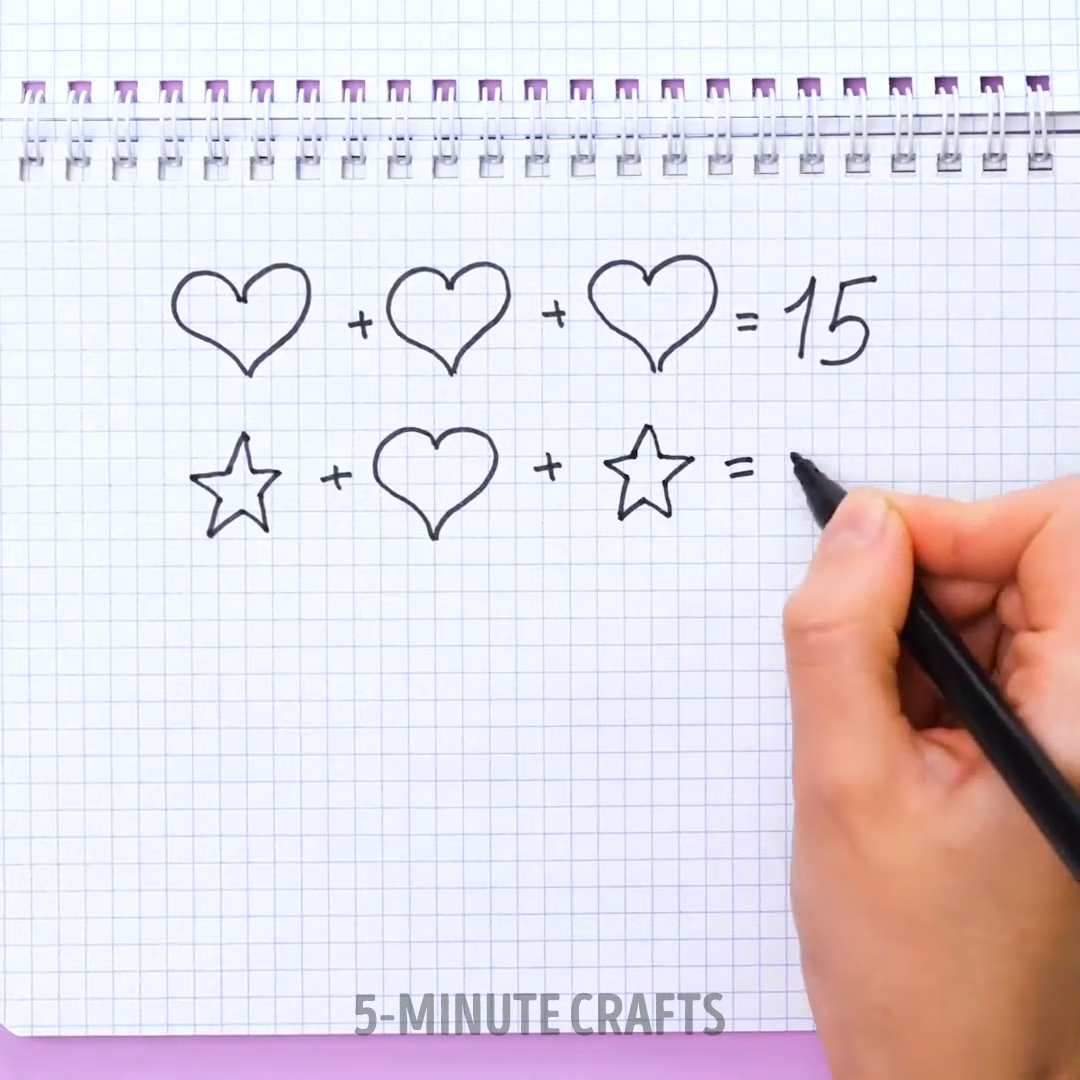 + + = 15
+ + =
5-MINUTE CRAFTS